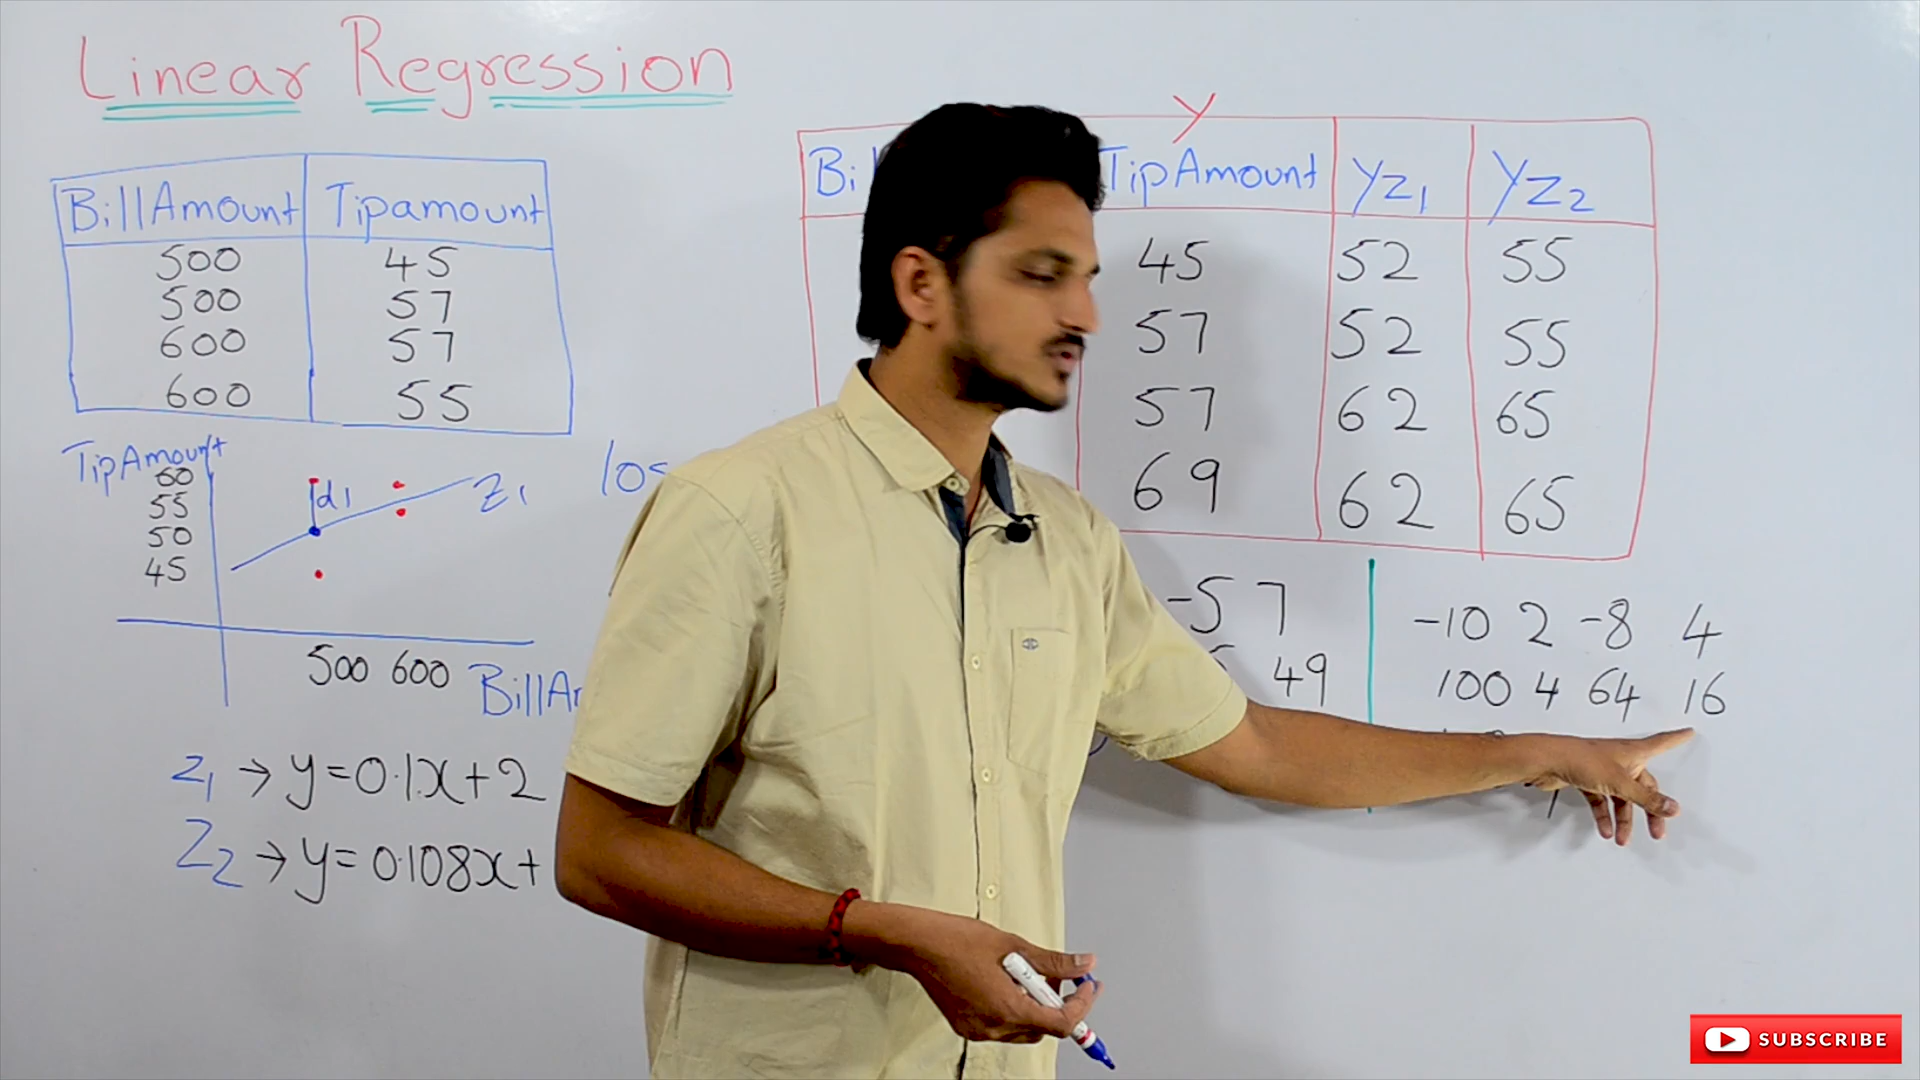 Linear Regression
BillAmount Tipamount
500 45
500 57
600 57
600 55
TipAmount
60
55
50
45
d1
Z1
500 600
Z1 → y=0.1x+2
Z2 → y=0.108x+
Y
TipAmount YZ1 YZ2
45 52 55
57 52 55
57 62 65
69 62 65
-5 7
49
-10 2 -8 4
100 4 64 16
SUBSCRIBE